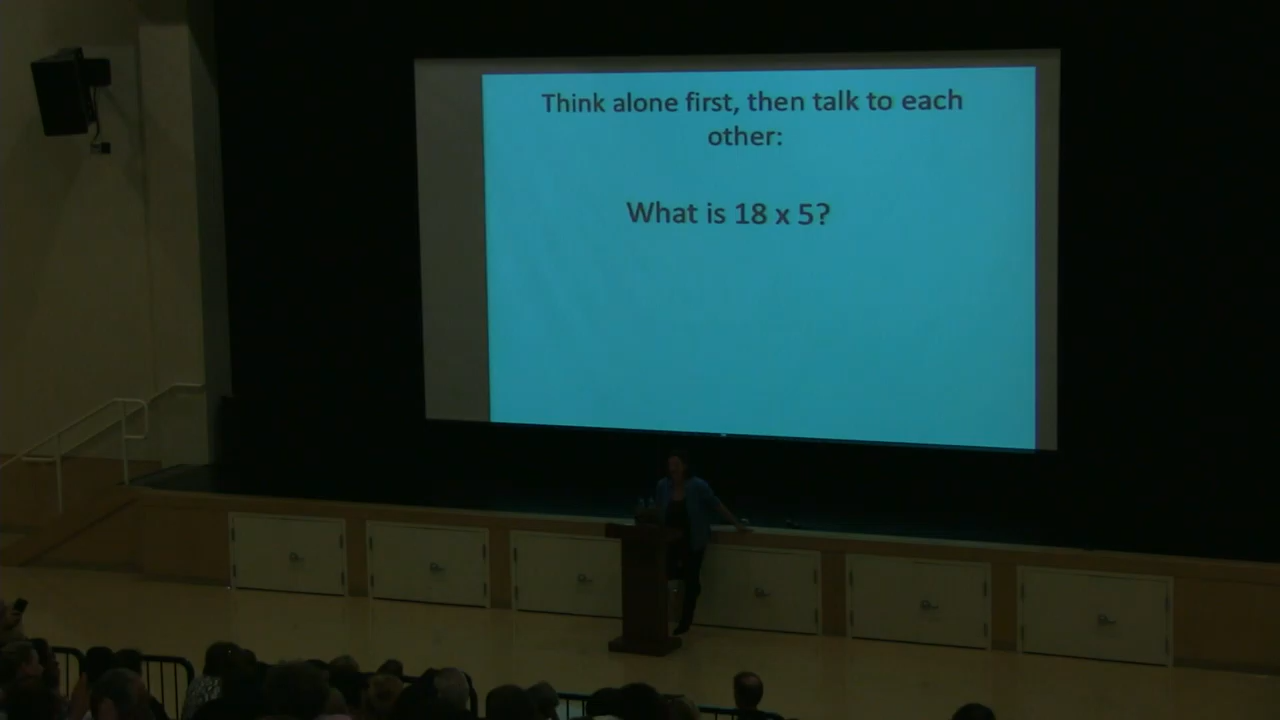 Think alone first, then talk to each
other:
What is 18 x 5?